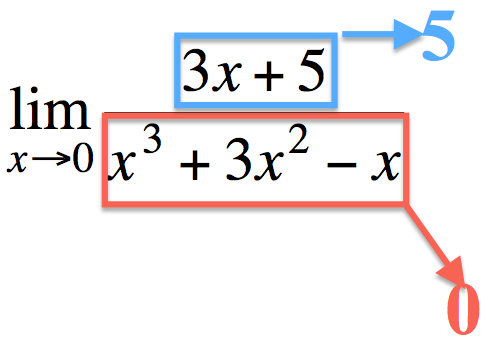 3x + 5 → 5
lim x→0
x³ + 3x² − x
0